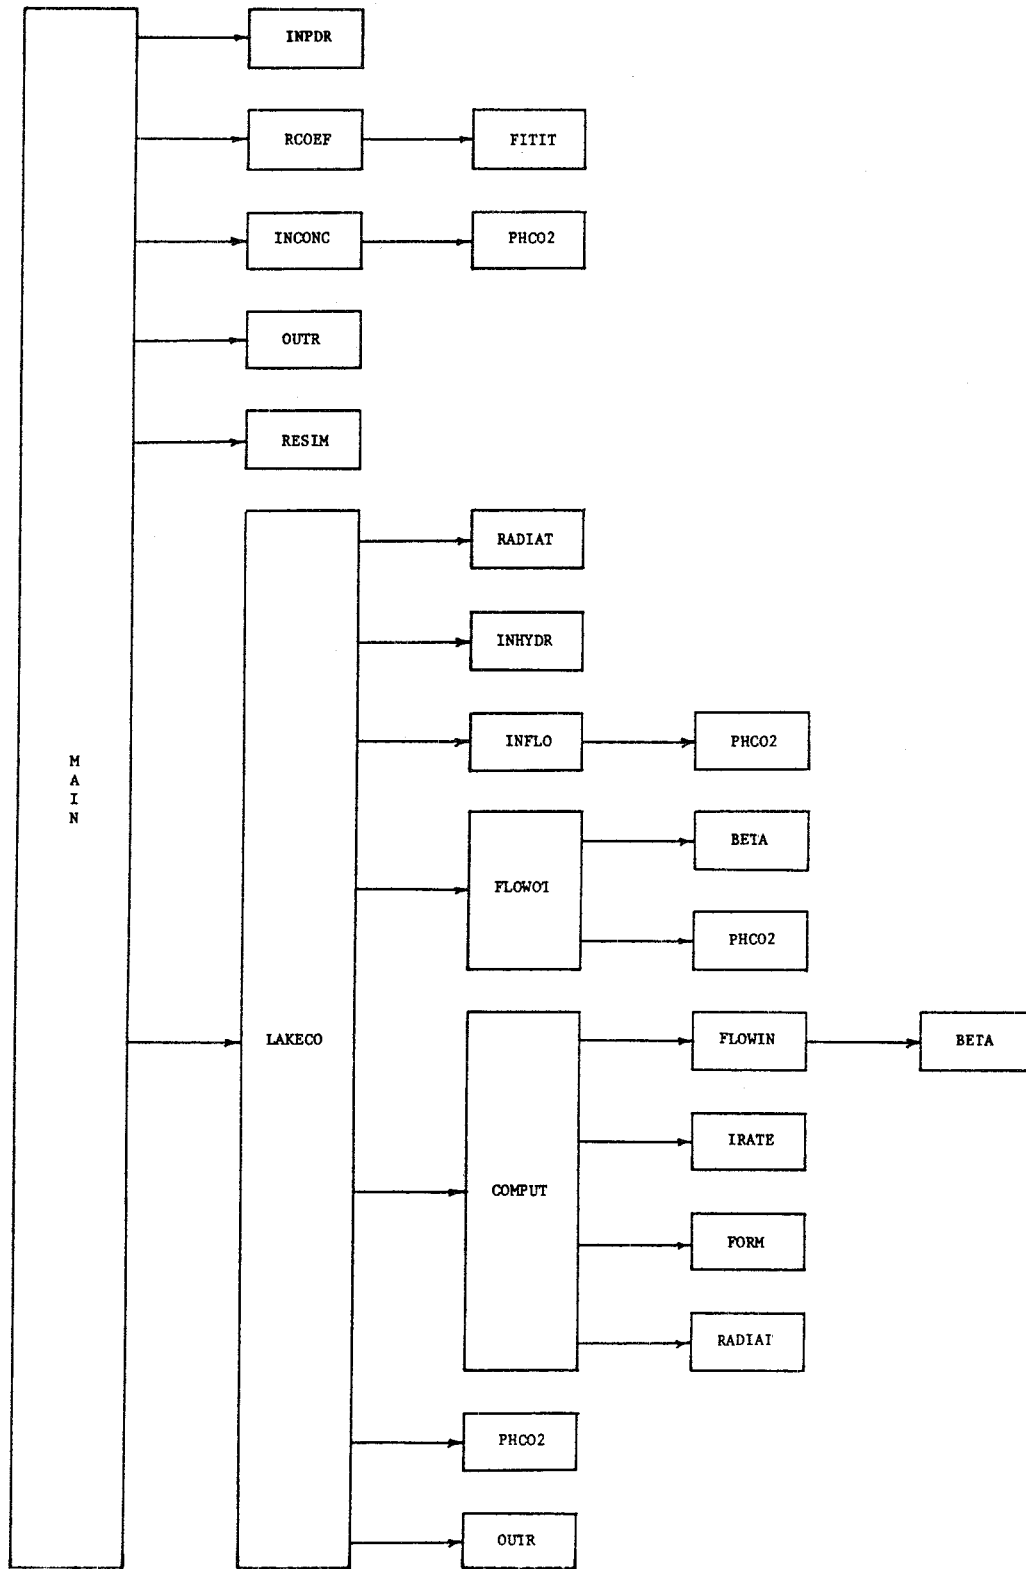 INPDR
RCOEF
FITIT
INCONC
PHCO2
OUTR
RESIM
RADIAT
INHYDR
INFLO
PHCO2
M
A
I
N
BETA
FLOWOT
PHCO2
LAKECO
FLOWIN
BETA
IRATE
COMPUT
FORM
RADIAT
PHCO2
OUTR